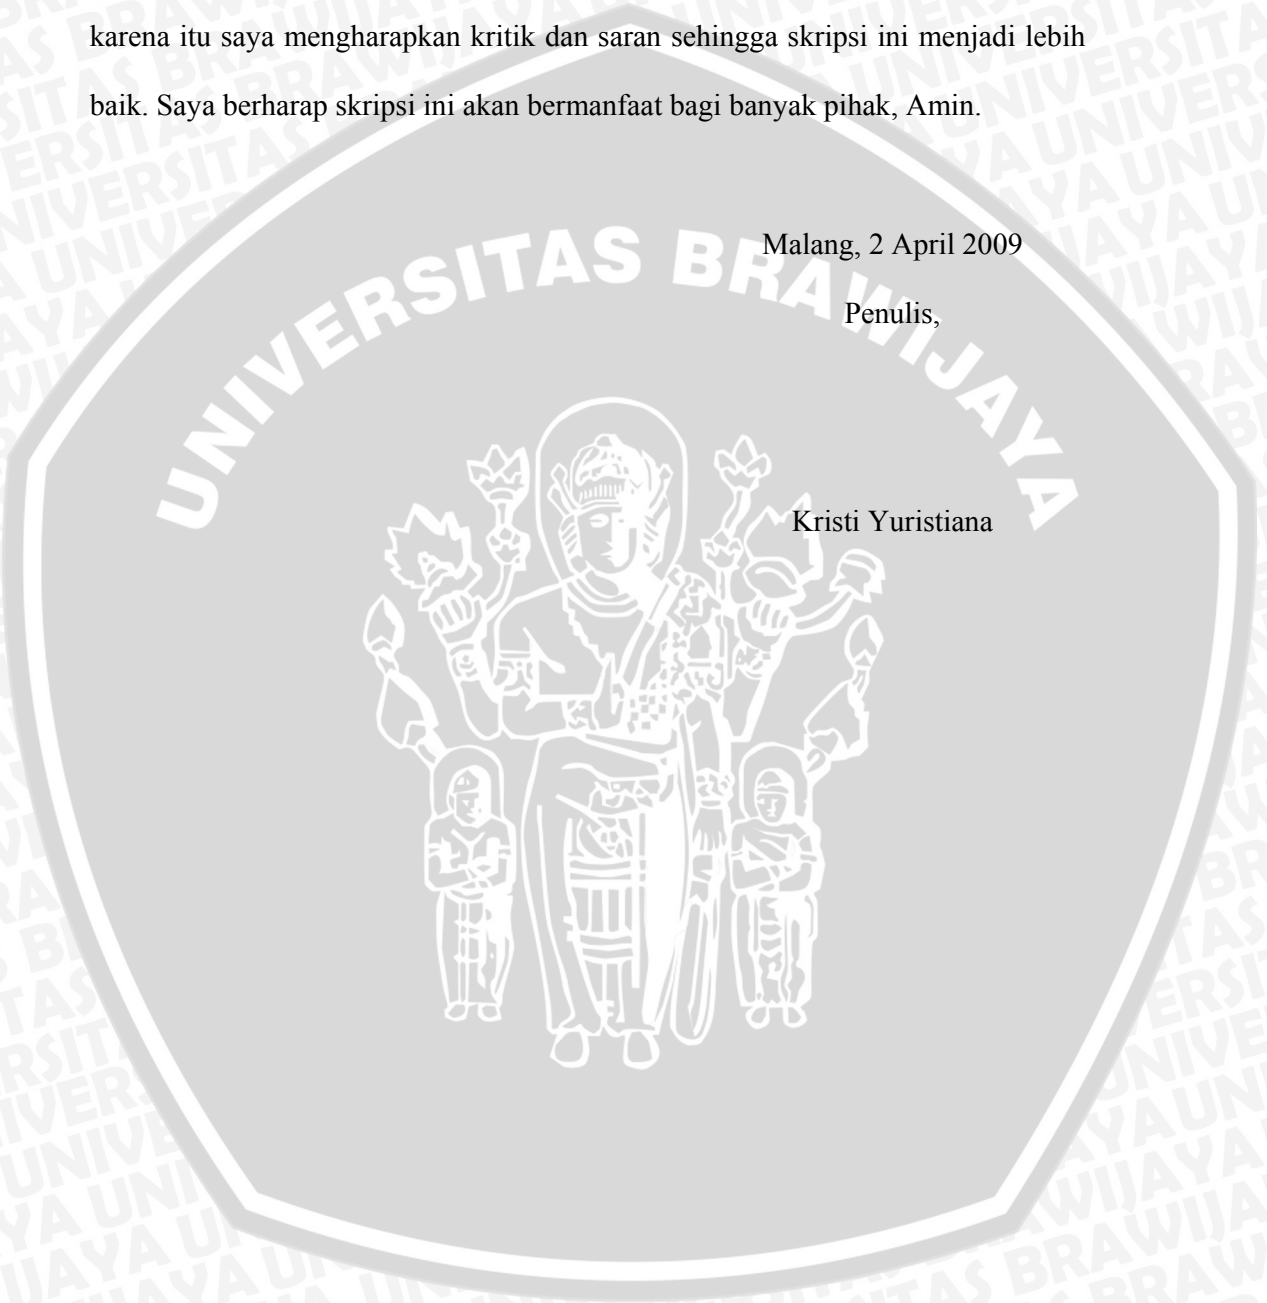 karena itu saya mengharapkan kritik dan saran sehingga skripsi ini menjadi lebih
baik. Saya berharap skripsi ini akan bermanfaat bagi banyak pihak, Amin.
Malang, 2 April 2009
Penulis,
Kristi Yuristiana
UNIVERSITAS BRAWIJAYA